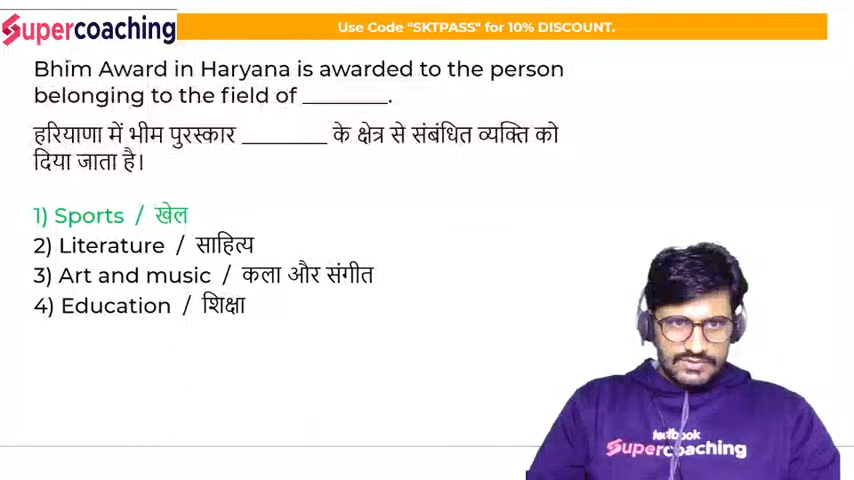 Supercoaching
Use Code "SKTPASS" for 10% DISCOUNT.
Bhim Award in Haryana is awarded to the person
belonging to the field of _______.
हरियाणा में भीम पुरस्कार _______ के क्षेत्र से संबंधित व्यक्ति को
दिया जाता है।
1) Sports / खेल
2) Literature / साहित्य
3) Art and music / कला और संगीत
4) Education / शिक्षा
testbook
Supercoaching